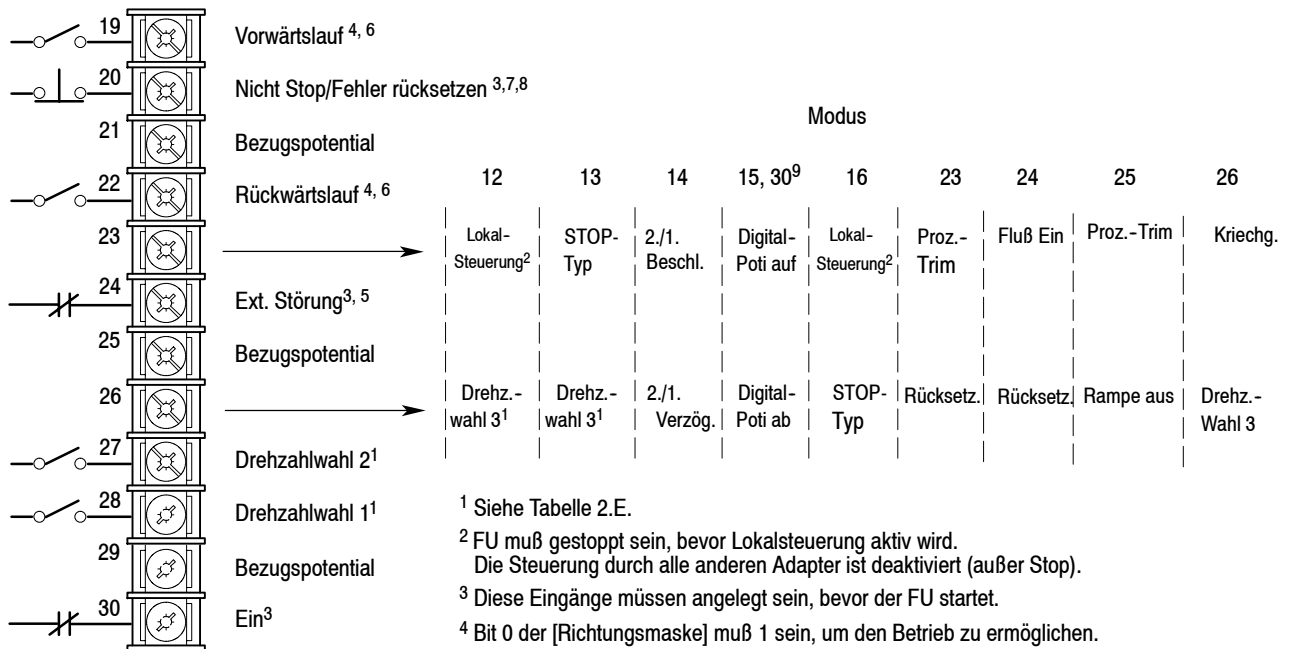 19 Vorwärtslauf 4, 6
20 Nicht Stop/Fehler rücksetzen 3,7,8
Modus
21 Bezugspotential
22 Rückwärtslauf 4, 6
12 13 14 15, 30 9 16 23 24 25 26
23
Lokal- STOP- 2./1. Digital- Lokal- Proz.- Fluß Ein Proz.-Trim Kriechg.
Steuerung2 Typ Beschl. Poti auf Steuerung2 Trim
24 Ext. Störung3, 5
25 Bezugspotential
26
Drehz.- Drehz.- 2./1. Digital- STOP- Rücksetz. Rücksetz. Rampe aus Drehz.-
wahl 31 wahl 31 Verzög. Poti ab Typ Wahl 3
27 Drehzahlwahl 21
28 Drehzahlwahl 11
29 Bezugspotential
30 Ein3
1 Siehe Tabelle 2.E.
2 FU muß gestoppt sein, bevor Lokalsteuerung aktiv wird.
Die Steuerung durch alle anderen Adapter ist deaktiviert (außer Stop).
3 Diese Eingänge müssen angelegt sein, bevor der FU startet.
4 Bit 0 der [Richtungsmaske] muß 1 sein, um den Betrieb zu ermöglichen.